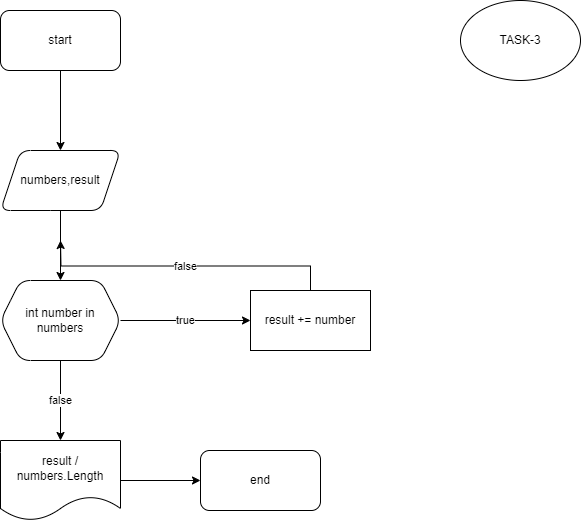 start
TASK-3
numbers,result
false
int number in
numbers
true
result += number
false
result /
numbers.Length
end